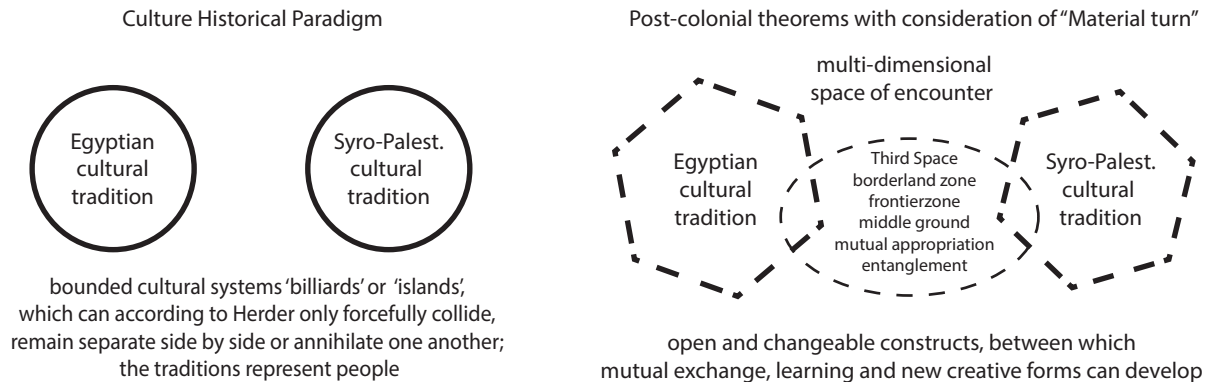 Culture Historical Paradigm
Egyptian
cultural
tradition
Syro-Palest.
cultural
tradition
bounded cultural systems ‘billiards’ or ‘islands’,
which can according to Herder only forcefully collide,
remain separate side by side or annihilate one another;
the traditions represent people
Post-colonial theorems with consideration of “Material turn”
multi-dimensional
space of encounter
Egyptian
cultural
tradition
Third Space
borderland zone
frontierzone
middle ground
mutual appropriation
entanglement
Syro-Palest.
cultural
tradition
open and changeable constructs, between which
mutual exchange, learning and new creative forms can develop